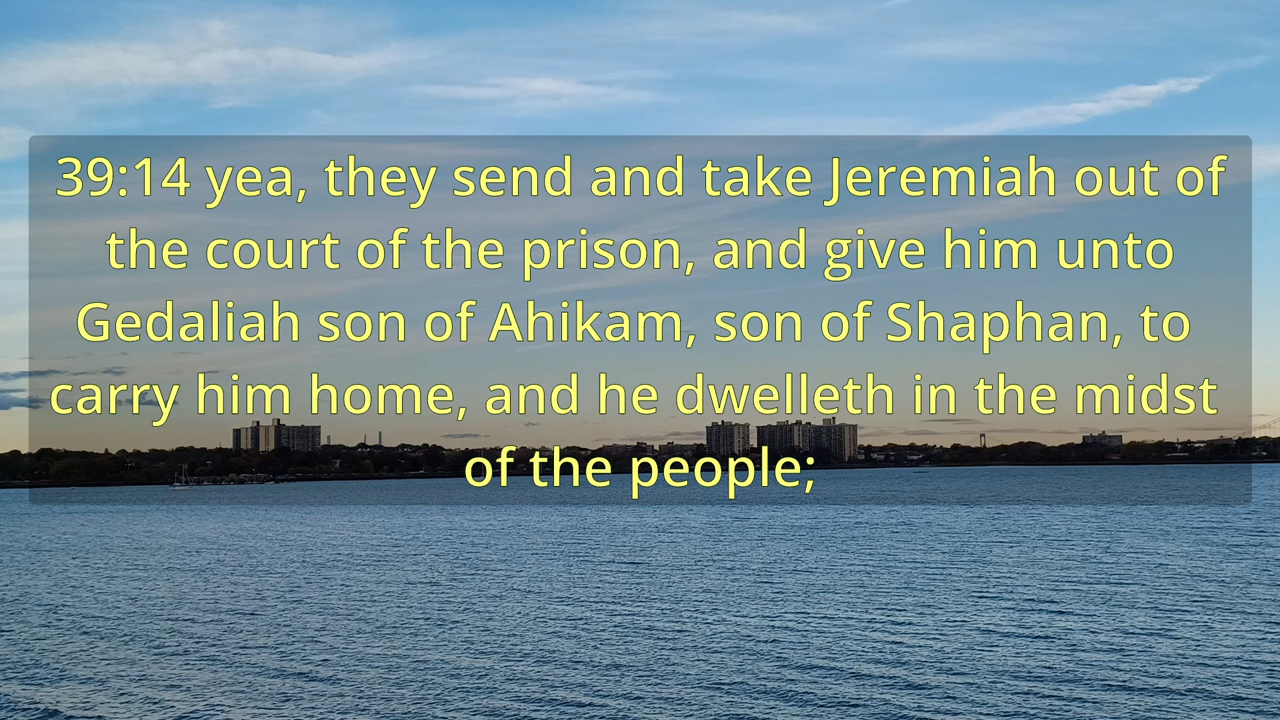 39:14 yea, they send and take Jeremiah out of
the court of the prison, and give him unto
Gedaliah son of Ahikam, son of Shaphan, to
carry him home, and he dwelleth in the midst
of the people;